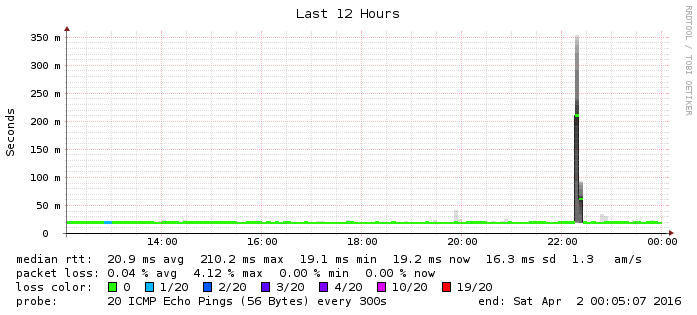 Last 12 Hours
RRDTOOL / TOBI OETIKER
Seconds
350 m
300 m
250 m
200 m
150 m
100 m
50 m
0
14:00 16:00 18:00 20:00 22:00 00:00
median rtt: 20.9 ms avg 210.2 ms max 19.1 ms min 19.2 ms now 16.3 ms sd 1.3 am/s
packet loss: 0.04 % avg 4.12 % max 0.00 % min 0.00 % now
loss color: 0 1/20 2/20 3/20 4/20 10/20 19/20
probe: 20 ICMP Echo Pings (56 Bytes) every 300s end: Sat Apr 2 00:05:07 2016